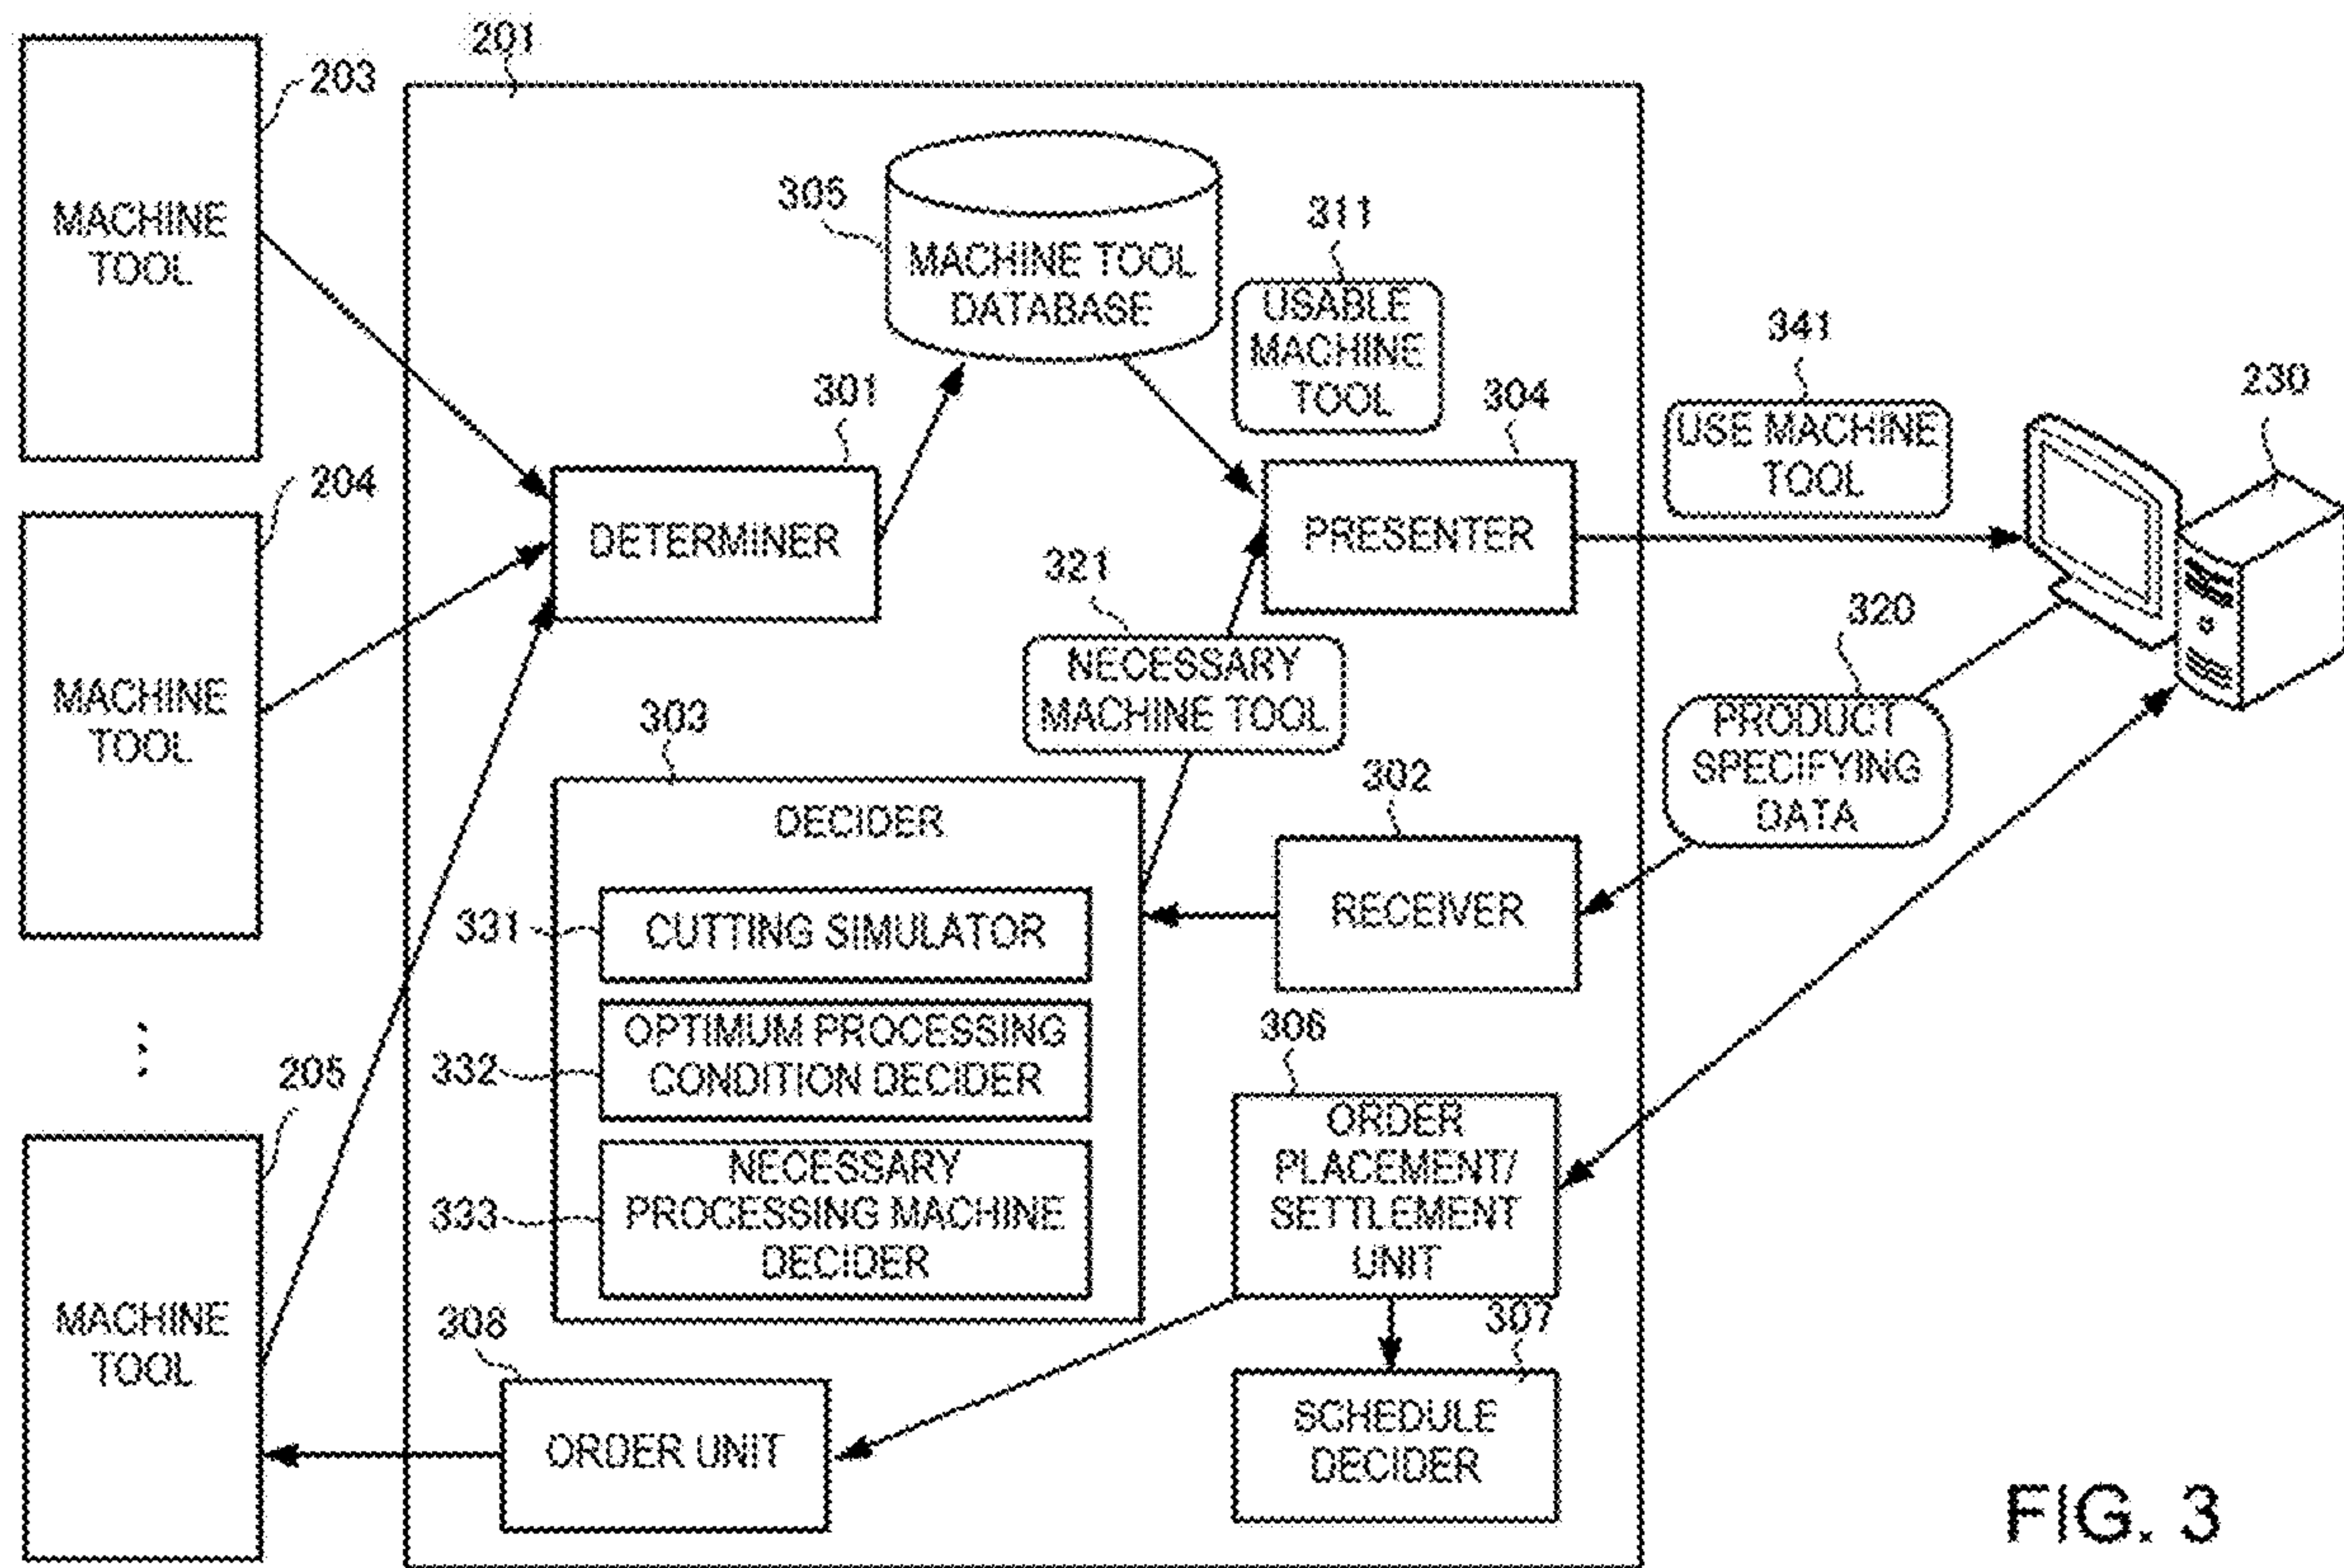 201
203
MACHINE
TOOL
305
MACHINE TOOL
DATABASE
311
USABLE
MACHINE
TOOL
341
USE MACHINE
TOOL
230
301
DETERMINER
304
PRESENTER
204
MACHINE
TOOL
321
NECESSARY
MACHINE TOOL
320
PRODUCT
SPECIFYING
DATA
303
DECIDER
302
RECEIVER
331
CUTTING SIMULATOR
332
OPTIMUM PROCESSING
CONDITION DECIDER
333
NECESSARY
PROCESSING MACHINE
DECIDER
306
ORDER
PLACEMENT/
SETTLEMENT
UNIT
205
MACHINE
TOOL
308
ORDER UNIT
307
SCHEDULE
DECIDER
FIG. 3